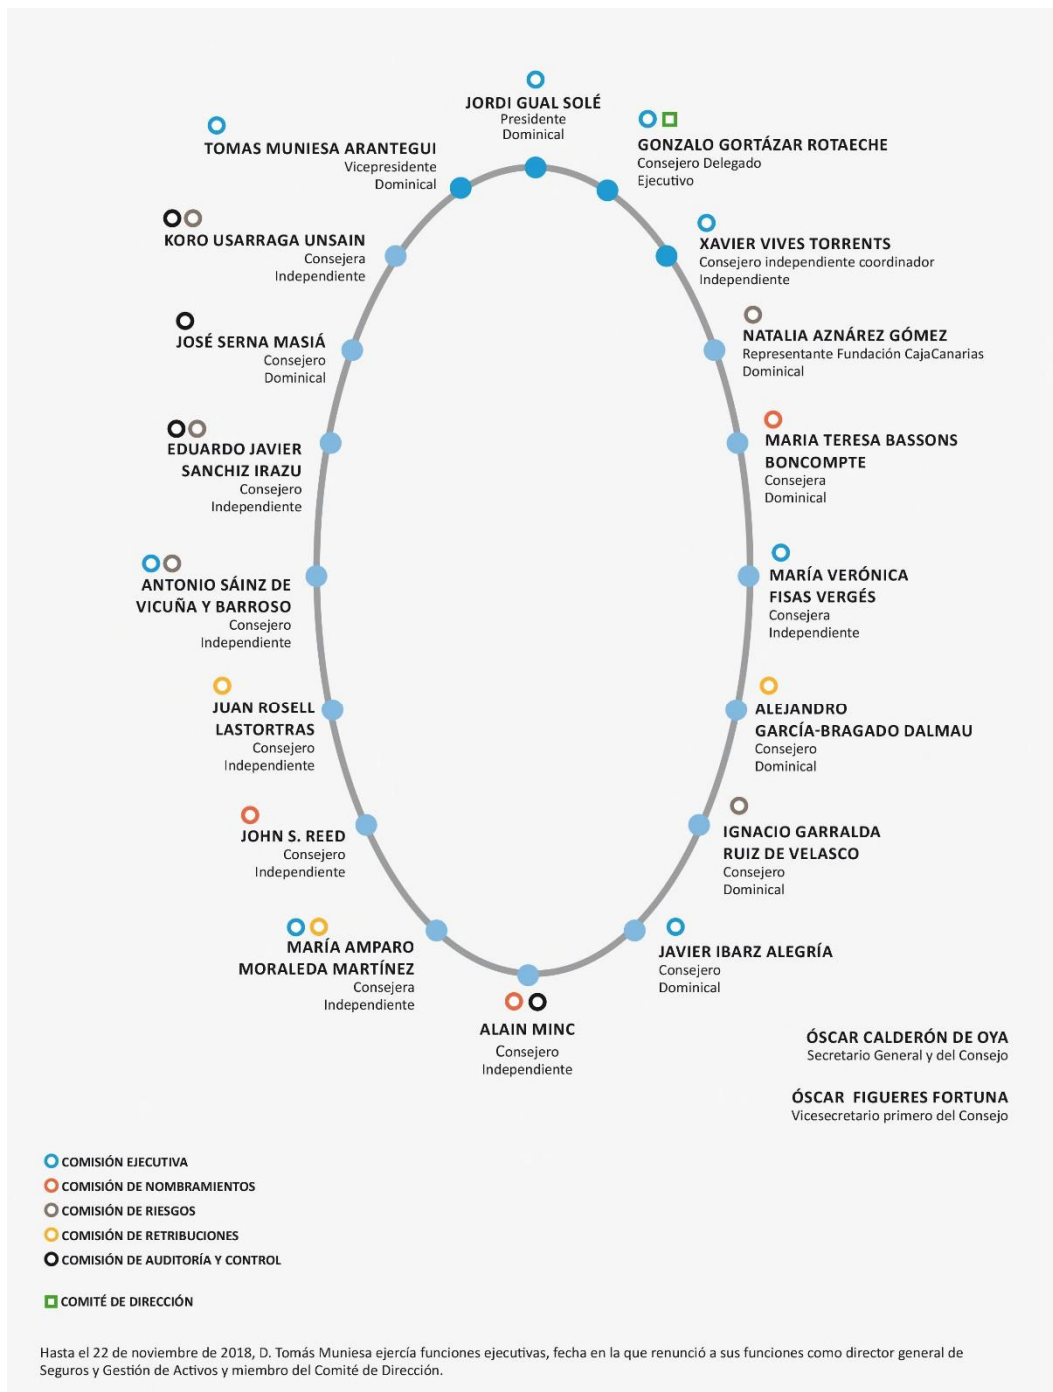 JORDI GUAL SOLÉ
Presidente
Dominical
GONZALO GORTÁZAR ROTAECHE
Consejero Delegado
Ejecutivo
TOMAS MUNIESA ARANTEGUI
Vicepresidente
Dominical
XAVIER VIVES TORRENTS
Consejero independiente coordinador
Independiente
KORO USARRAGA UNSAIN
Consejera
Independiente
NATALIA AZNÁREZ GÓMEZ
Representante Fundación CajaCanarias
Dominical
JOSÉ SERNA MASIÁ
Consejero
Dominical
MARIA TERESA BASSONS
BONCOMPTE
Consejera
Dominical
EDUARDO JAVIER
SANCHIZ IRAZU
Consejero
Independiente
MARÍA VERÓNICA
FISAS VERGÉS
Consejera
Independiente
ANTONIO SÁINZ DE
VICUÑA Y BARROSO
Consejero
Independiente
ALEJANDRO
GARCÍA-BRAGADO DALMAU
Consejero
Dominical
JUAN ROSELL
LASTORTRAS
Consejero
Independiente
IGNACIO GARRALDA
RUIZ DE VELASCO
Consejero
Dominical
JOHN S. REED
Consejero
Independiente
JAVIER IBARZ ALEGRÍA
Consejero
Dominical
MARÍA AMPARO
MORALEDA MARTÍNEZ
Consejera
Independiente
ALAIN MINC
Consejero
Independiente
ÓSCAR CALDERÓN DE OYA
Secretario General y del Consejo
ÓSCAR FIGUERES FORTUNA
Vicesecretario primero del Consejo
COMISIÓN EJECUTIVA
COMISIÓN DE NOMBRAMIENTOS
COMISIÓN DE RIESGOS
COMISIÓN DE RETRIBUCIONES
COMISIÓN DE AUDITORÍA Y CONTROL
COMITÉ DE DIRECCIÓN
Hasta el 22 de noviembre de 2018, D. Tomás Muniesa ejercía funciones ejecutivas, fecha en la que renunció a sus funciones como director general de
Seguros y Gestión de Activos y miembro del Comité de Dirección.